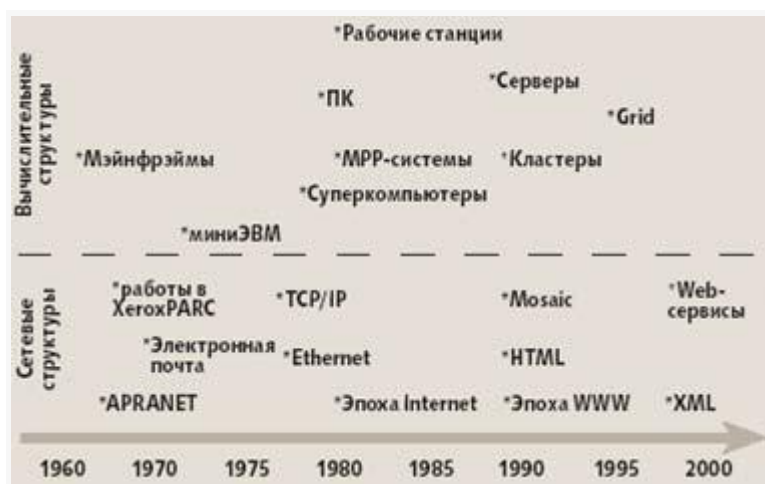 Вычислительные структуры
*Рабочие станции
*Серверы
*ПК
*Grid
*Мэйнфрэймы
*MPP-системы
*Кластеры
*Суперкомпьютеры
*миниЭВМ
Сетевые структуры
*работы в
XeroxPARC
*TCP/IP
*Mosaic
*Web-
сервисы
*Электронная
почта
*Ethernet
*HTML
*APRANET
*Эпоха Internet
*Эпоха WWW
*XML
1960 1970 1975 1980 1985 1990 1995 2000